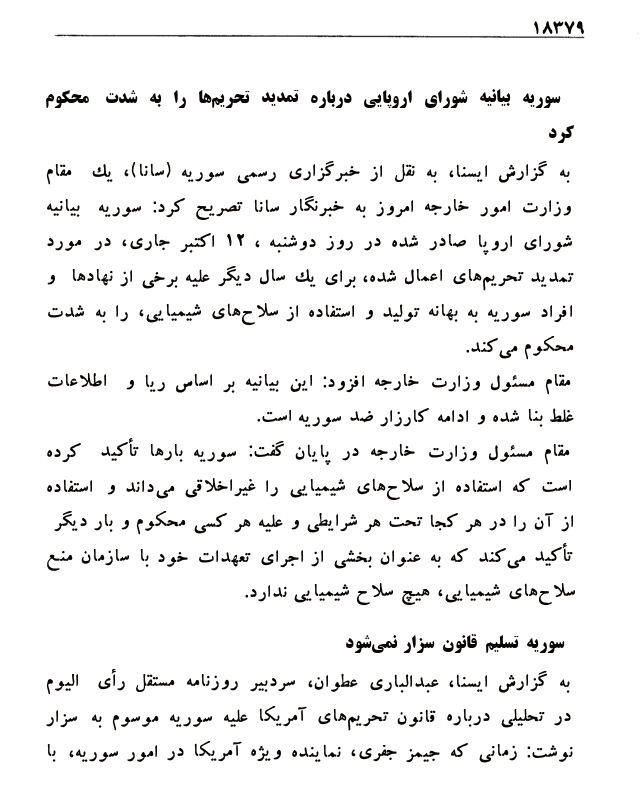 ۱۸۳۷۹
سوریه بیانیه شورای اروپایی درباره تمدید تحریم‌ها را به شدت محکوم
کرد
به گزارش ایسنا، به نقل از خبرگزاری رسمی سوریه (سانا)، یك مقام
وزارت امور خارجه امروز به خبرنگار سانا تصریح کرد: سوریه بیانیه
شورای اروپا صادر شده در روز دوشنبه ، ۱۲ اکتبر جاری، در مورد
تمدید تحریم‌های اعمال شده، برای یك سال دیگر علیه برخی از نهادها و
افراد سوریه به بهانه تولید و استفاده از سلاح‌های شیمیایی، را به شدت
محکوم می‌کند.
مقام مسئول وزارت خارجه افزود: این بیانیه بر اساس ریا و اطلاعات
غلط بنا شده و ادامه کارزار ضد سوریه است.
مقام مسئول وزارت خارجه در پایان گفت: سوریه بارها تأکید کرده
است که استفاده از سلاح‌های شیمیایی را غیراخلاقی می‌داند و استفاده
از آن را در هر کجا تحت هر شرایطی و علیه هر کسی محکوم و بار دیگر
تأکید می‌کند که به عنوان بخشی از اجرای تعهدات خود با سازمان منع
سلاح‌های شیمیایی، هیچ سلاح شیمیایی ندارد.
سوریه تسلیم قانون سزار نمی‌شود
به گزارش ایسنا، عبدالباری عطوان، سردبیر روزنامه مستقل رأی الیوم
در تحلیلی درباره قانون تحریم‌های آمریکا علیه سوریه موسوم به سزار
نوشت: زمانی که جیمز جفری، نماینده ویژه آمریکا در امور سوریه، با